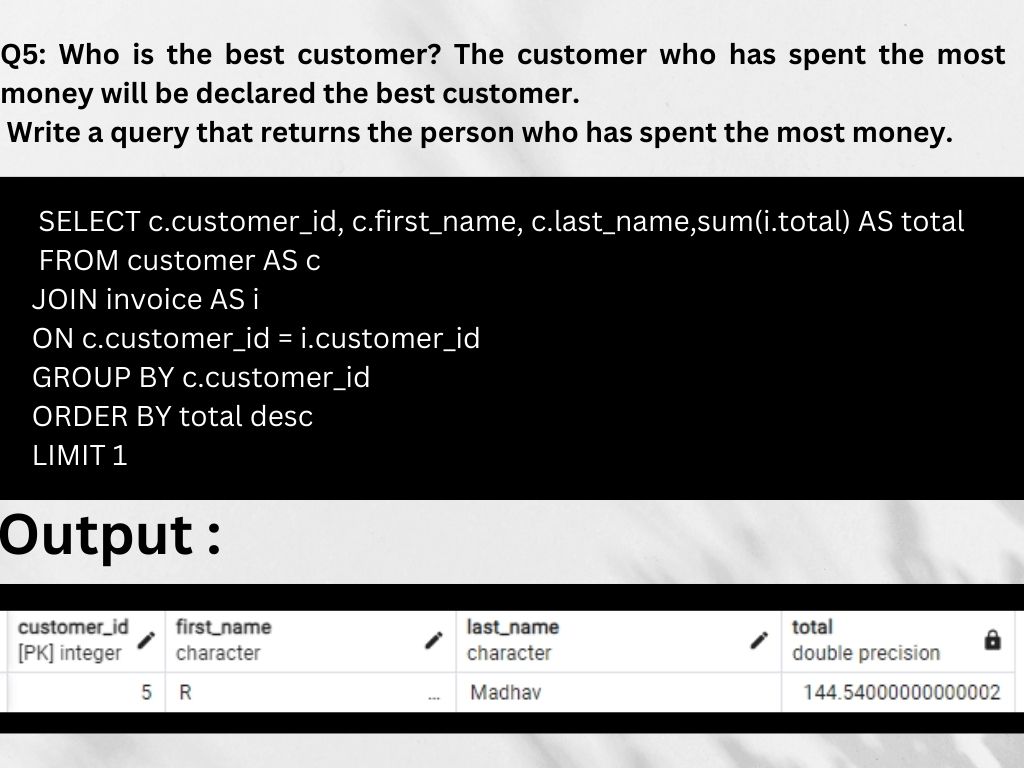 Q5: Who is the best customer? The customer who has spent the most
money will be declared the best customer.
Write a query that returns the person who has spent the most money.
SELECT c.customer_id, c.first_name, c.last_name,sum(i.total) AS total
FROM customer AS c
JOIN invoice AS i
ON c.customer_id = i.customer_id
GROUP BY c.customer_id
ORDER BY total desc
LIMIT 1
Output :
customer_id first_name last_name total
[PK] integer character character double precision
5 R ... Madhav 144.54000000000002